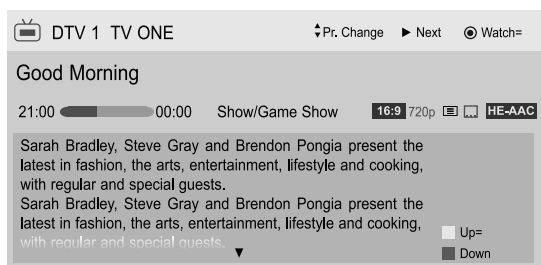 DTV 1 TV ONE Pr. Change Next Watch=
Good Morning
21:00 00:00 Show/Game Show 16:9 720p HE-AAC
Sarah Bradley, Steve Gray and Brendon Pongia present the
latest in fashion, the arts, entertainment, lifestyle and cooking,
with regular and special guests.
Sarah Bradley, Steve Gray and Brendon Pongia present the
latest in fashion, the arts, entertainment, lifestyle and cooking,
with regular and special guests.
Up=
Down